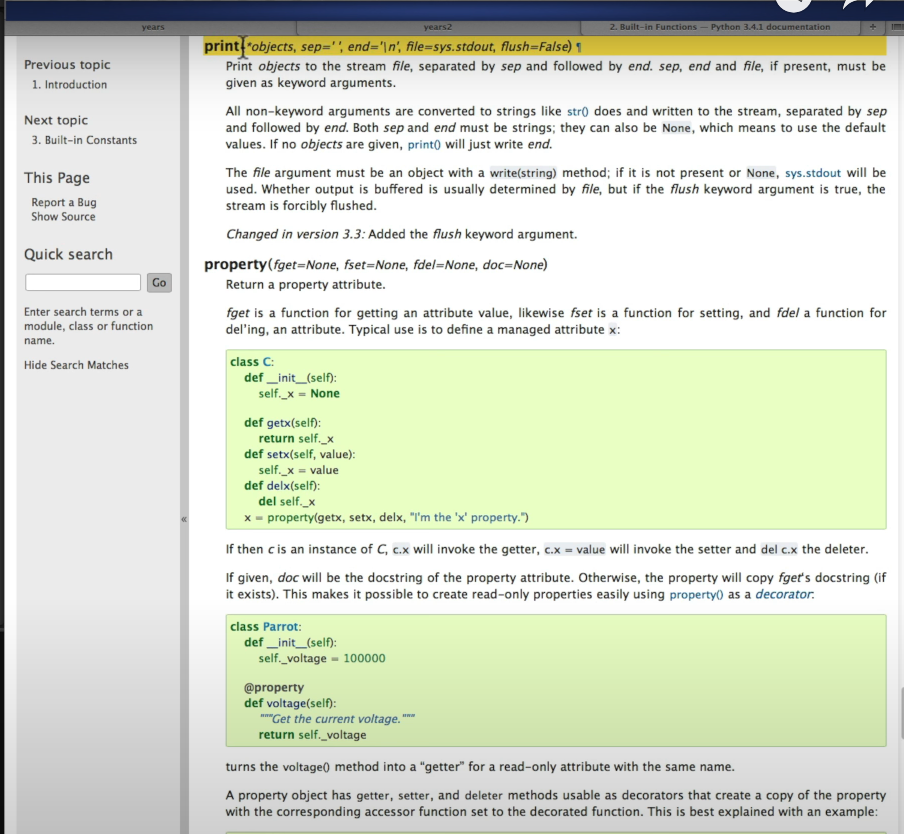 years years2 2. Built-in Functions — Python 3.4.1 documentation +
Previous topic
1. Introduction
Next topic
3. Built-in Constants
This Page
Report a Bug
Show Source
Quick search
Go
Enter search terms or a
module, class or function
name.
Hide Search Matches
«
print(*objects, sep=' ', end='\n', file=sys.stdout, flush=False) ¶
Print objects to the stream file, separated by sep and followed by end. sep, end and file, if present, must be
given as keyword arguments.
All non-keyword arguments are converted to strings like str() does and written to the stream, separated by sep
and followed by end. Both sep and end must be strings; they can also be None, which means to use the default
values. If no objects are given, print() will just write end.
The file argument must be an object with a write(string) method; if it is not present or None, sys.stdout will be
used. Whether output is buffered is usually determined by file, but if the flush keyword argument is true, the
stream is forcibly flushed.
Changed in version 3.3: Added the flush keyword argument.
property(fget=None, fset=None, fdel=None, doc=None)
Return a property attribute.
fget is a function for getting an attribute value, likewise fset is a function for setting, and fdel a function for
del'ing, an attribute. Typical use is to define a managed attribute x:
class C:
def __init__(self):
self._x = None
def getx(self):
return self._x
def setx(self, value):
self._x = value
def delx(self):
del self._x
x = property(getx, setx, delx, "I'm the 'x' property.")
If then c is an instance of C, c.x will invoke the getter, c.x = value will invoke the setter and del c.x the deleter.
If given, doc will be the docstring of the property attribute. Otherwise, the property will copy fget's docstring (if
it exists). This makes it possible to create read-only properties easily using property() as a decorator:
class Parrot:
def __init__(self):
self._voltage = 100000
@property
def voltage(self):
"""Get the current voltage."""
return self._voltage
turns the voltage() method into a “getter” for a read-only attribute with the same name.
A property object has getter, setter, and deleter methods usable as decorators that create a copy of the property
with the corresponding accessor function set to the decorated function. This is best explained with an example: